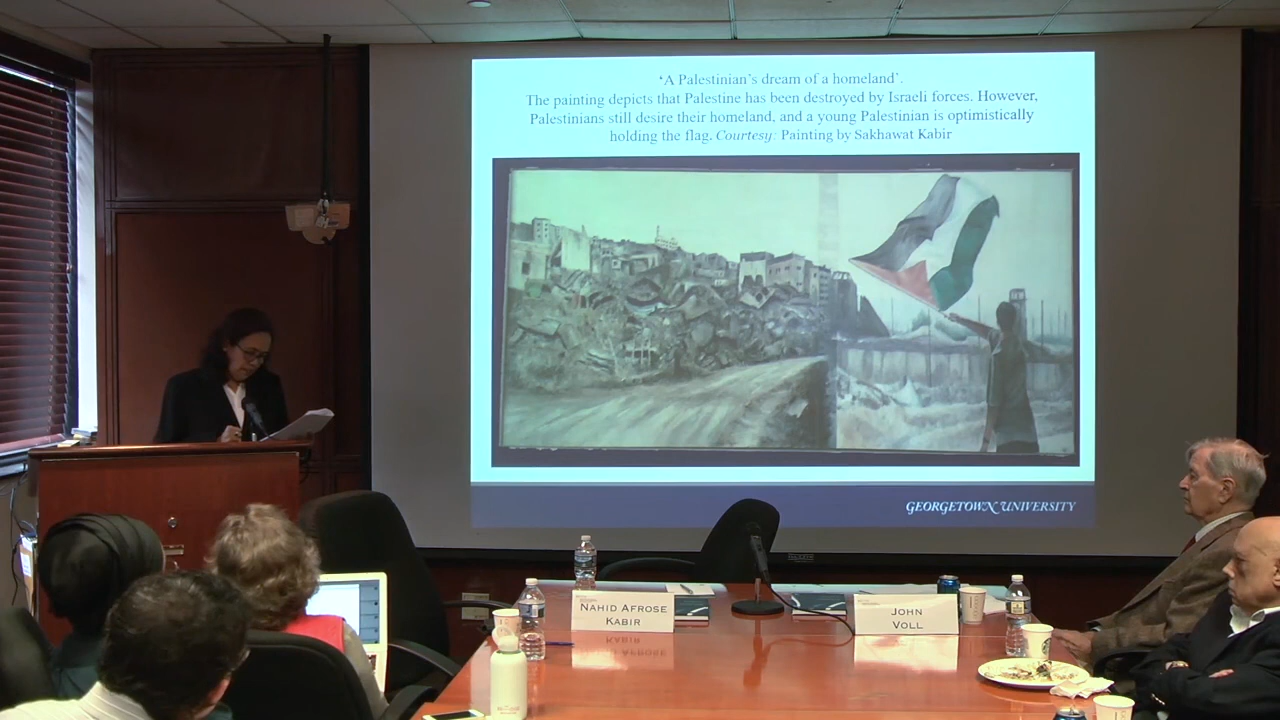 ‘A Palestinian's dream of a homeland’.
The painting depicts that Palestine has been destroyed by Israeli forces. However,
Palestinians still desire their homeland, and a young Palestinian is optimistically
holding the flag. Courtesy: Painting by Sakhawat Kabir
GEORGETOWN UNIVERSITY
NAHID AFROSE
KABIR
JOHN
VOLL